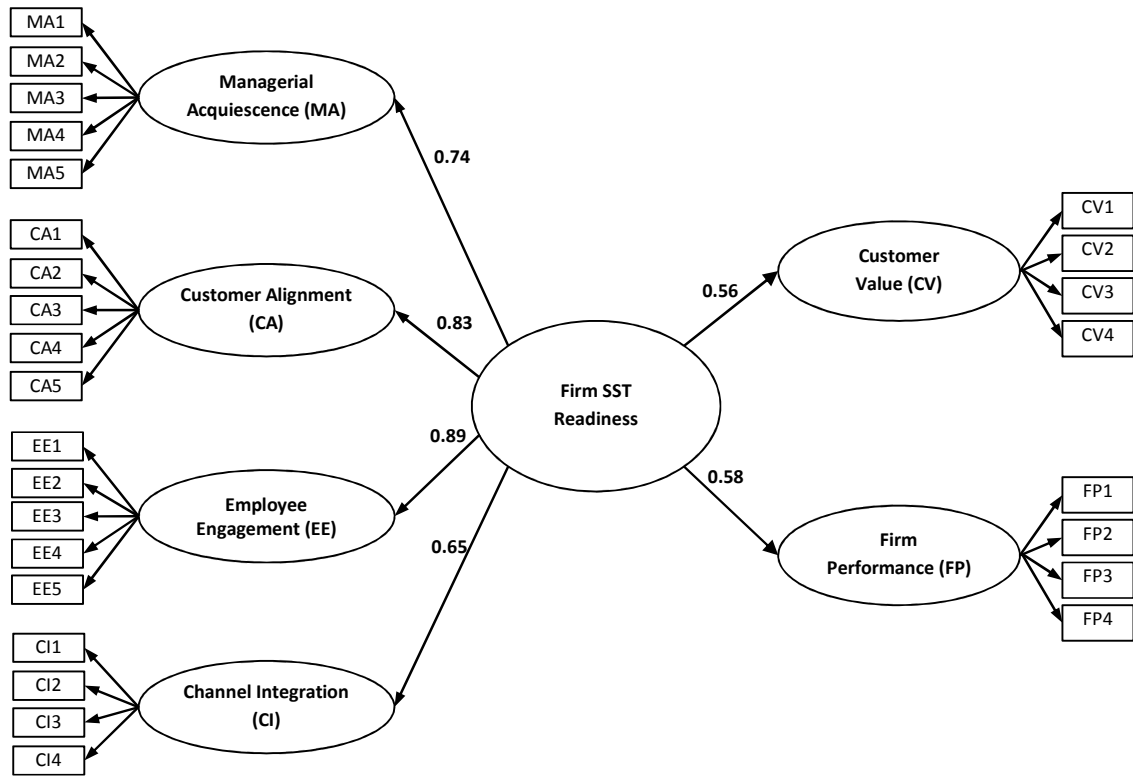 MA1
MA2
MA3
MA4
MA5
Managerial
Acquiescence (MA)
0.74
CA1
CA2
CA3
CA4
CA5
Customer Alignment
(CA)
0.83
EE1
EE2
EE3
EE4
EE5
Employee
Engagement (EE)
0.89
CI1
CI2
CI3
CI4
Channel Integration
(CI)
0.65
Firm SST
Readiness
0.56
Customer
Value (CV)
CV1
CV2
CV3
CV4
0.58
Firm
Performance (FP)
FP1
FP2
FP3
FP4